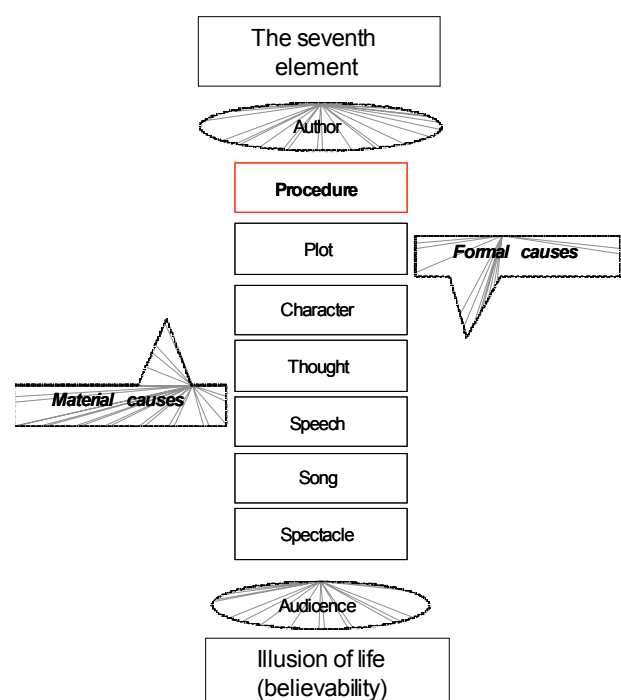 The seventh
element
Author
Procedure
Plot
Formal causes
Character
Thought
Material causes
Speech
Song
Spectacle
Audicence
Illusion of life
(believability)